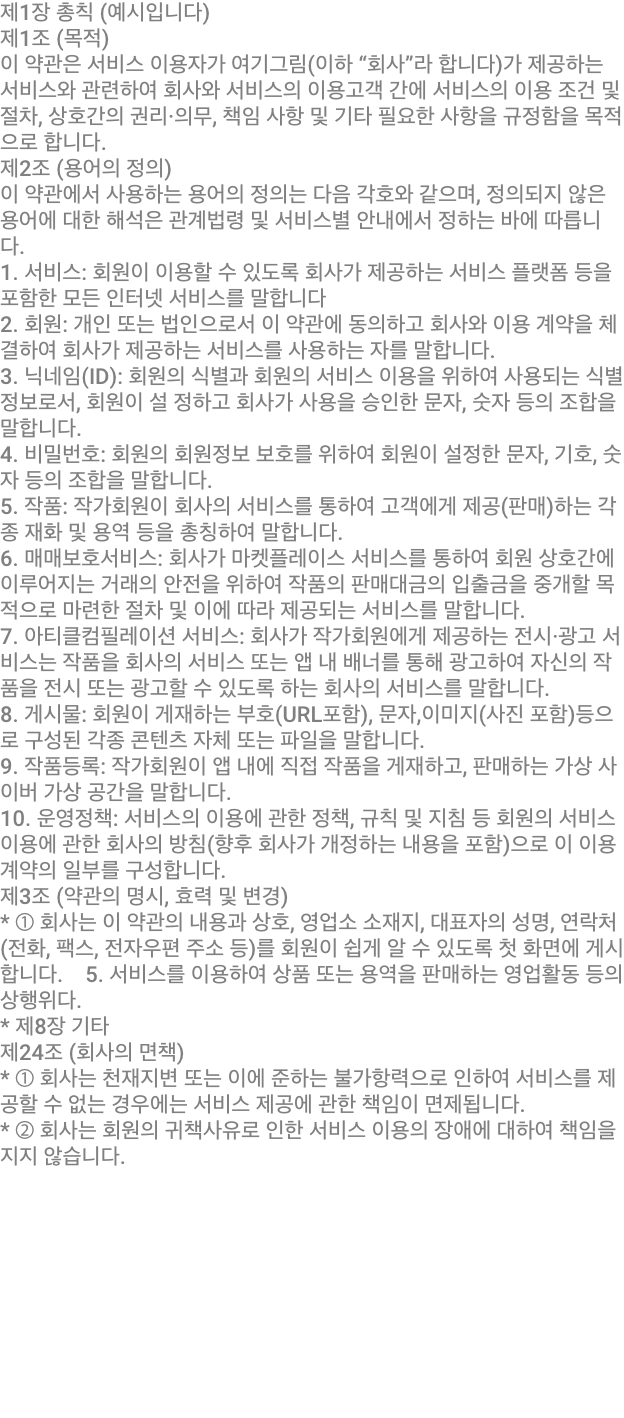 제1장 총칙 (예시입니다)
제1조 (목적)
이 약관은 서비스 이용자가 여기그림(이하 “회사”라 합니다)가 제공하는
서비스와 관련하여 회사와 서비스의 이용고객 간에 서비스의 이용 조건 및
절차, 상호간의 권리·의무, 책임 사항 및 기타 필요한 사항을 규정함을 목적
으로 합니다.
제2조 (용어의 정의)
이 약관에서 사용하는 용어의 정의는 다음 각호와 같으며, 정의되지 않은
용어에 대한 해석은 관계법령 및 서비스별 안내에서 정하는 바에 따릅니
다.
1. 서비스: 회원이 이용할 수 있도록 회사가 제공하는 서비스 플랫폼 등을
포함한 모든 인터넷 서비스를 말합니다
2. 회원: 개인 또는 법인으로서 이 약관에 동의하고 회사와 이용 계약을 체
결하여 회사가 제공하는 서비스를 사용하는 자를 말합니다.
3. 닉네임(ID): 회원의 식별과 회원의 서비스 이용을 위하여 사용되는 식별
정보로서, 회원이 설 정하고 회사가 사용을 승인한 문자, 숫자 등의 조합을
말합니다.
4. 비밀번호: 회원의 회원정보 보호를 위하여 회원이 설정한 문자, 기호, 숫
자 등의 조합을 말합니다.
5. 작품: 작가회원이 회사의 서비스를 통하여 고객에게 제공(판매)하는 각
종 재화 및 용역 등을 총칭하여 말합니다.
6. 매매보호서비스: 회사가 마켓플레이스 서비스를 통하여 회원 상호간에
이루어지는 거래의 안전을 위하여 작품의 판매대금의 입출금을 중개할 목
적으로 마련한 절차 및 이에 따라 제공되는 서비스를 말합니다.
7. 아티클컴필레이션 서비스: 회사가 작가회원에게 제공하는 전시·광고 서
비스는 작품을 회사의 서비스 또는 앱 내 배너를 통해 광고하여 자신의 작
품을 전시 또는 광고할 수 있도록 하는 회사의 서비스를 말합니다.
8. 게시물: 회원이 게재하는 부호(URL포함), 문자,이미지(사진 포함)등으
로 구성된 각종 콘텐츠 자체 또는 파일을 말합니다.
9. 작품등록: 작가회원이 앱 내에 직접 작품을 게재하고, 판매하는 가상 사
이버 가상 공간을 말합니다.
10. 운영정책: 서비스의 이용에 관한 정책, 규칙 및 지침 등 회원의 서비스
이용에 관한 회사의 방침(향후 회사가 개정하는 내용을 포함)으로 이 이용
계약의 일부를 구성합니다.
제3조 (약관의 명시, 효력 및 변경)
* ① 회사는 이 약관의 내용과 상호, 영업소 소재지, 대표자의 성명, 연락처
(전화, 팩스, 전자우편 주소 등)를 회원이 쉽게 알 수 있도록 첫 화면에 게시
합니다.    5. 서비스를 이용하여 상품 또는 용역을 판매하는 영업활동 등의
상행위다.
* 제8장 기타
제24조 (회사의 면책)
* ① 회사는 천재지변 또는 이에 준하는 불가항력으로 인하여 서비스를 제
공할 수 없는 경우에는 서비스 제공에 관한 책임이 면제됩니다.
* ② 회사는 회원의 귀책사유로 인한 서비스 이용의 장애에 대하여 책임을
지지 않습니다.